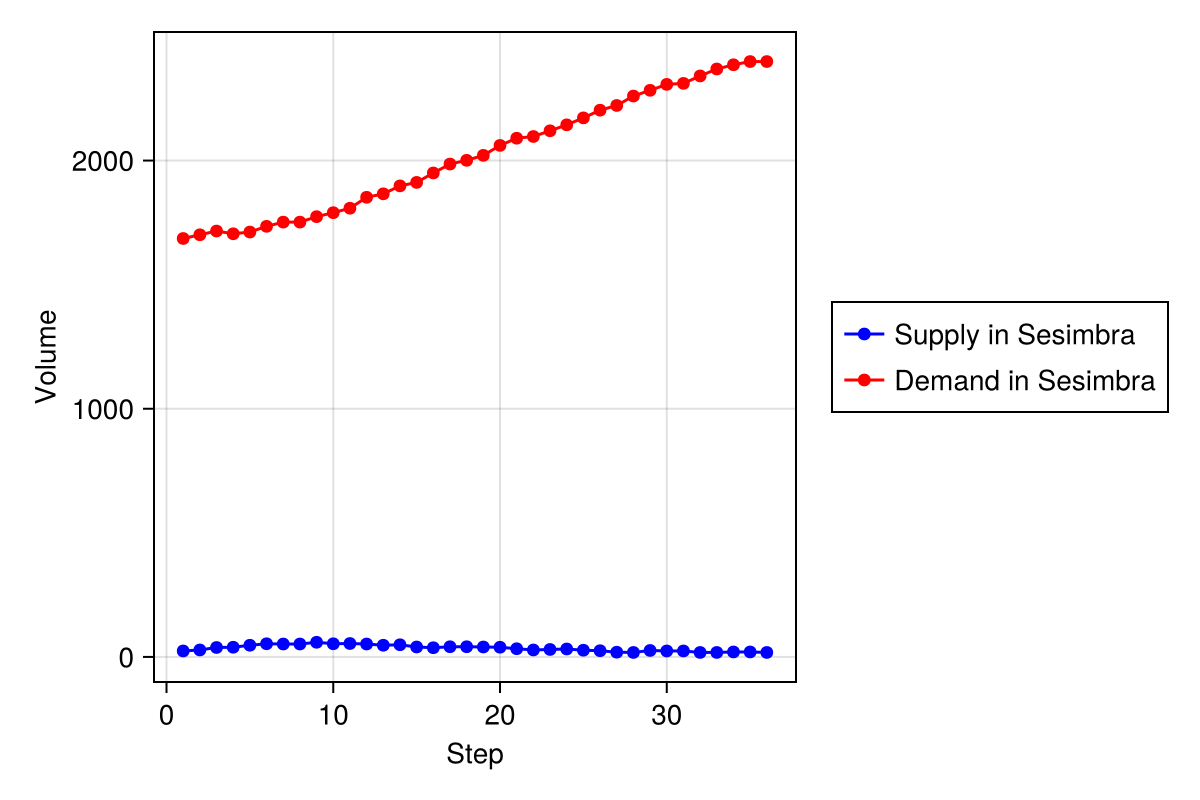 2000
1000
0
Volume
0 10 20 30
Step
Supply in Sesimbra
Demand in Sesimbra